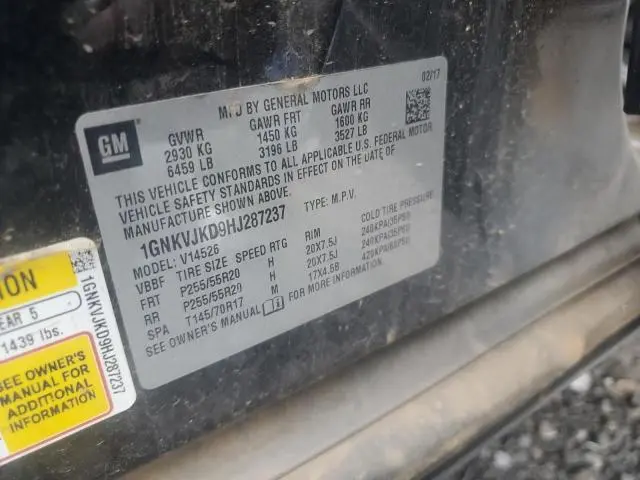 MFD BY GENERAL MOTORS LLC
02/17
GM
GVWR GAWR FRT GAWR RR
2930 KG 1450 KG 1600 KG
6459 LB 3196 LB 3527 LB
THIS VEHICLE CONFORMS TO ALL APPLICABLE U.S. FEDERAL MOTOR
VEHICLE SAFETY STANDARDS IN EFFECT ON THE DATE OF
MANUFACTURE SHOWN ABOVE.
1GNKVJKD9HJ287237 TYPE: M.P.V.
MODEL: V14526
VBBF TIRE SIZE SPEED RTG RIM COLD TIRE PRESSURE
FRT P255/55R20 H 20X7.5J 240KPA(35PSI)
RR P255/55R20 H 20X7.5J 240KPA(35PSI)
SPA T145/70R17 M 17X4.5B 420KPA(60PSI)
SEE OWNER'S MANUAL FOR MORE INFORMATION.
ION
EAR 5
1439 lbs.
SEE OWNER'S
MANUAL FOR
ADDITIONAL
INFORMATION
1GNKVJKD9HJ287237